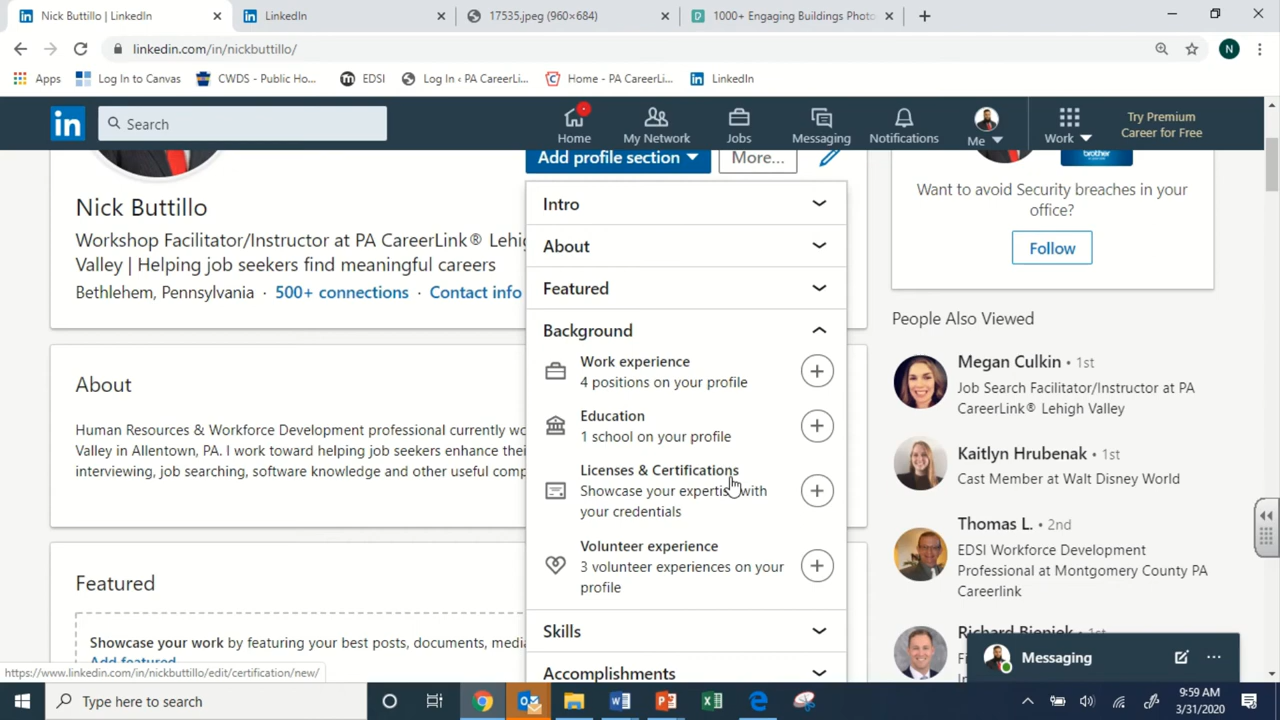 Nick Buttillo | LinkedIn
LinkedIn
17535.jpeg (960×684)
1000+ Engaging Buildings Photo
linkedin.com/in/nickbuttillo/
N
Apps
Log In to Canvas
CWDS - Public Ho...
EDSI
Log In ‹ PA CareerLi...
Home - PA CareerLi...
LinkedIn
in
Search
Home
My Network
Jobs
Messaging
Notifications
Me
Work
Try Premium
Career for Free
Add profile section
More...
brother
Nick Buttillo
Workshop Facilitator/Instructor at PA CareerLink® Lehig
Valley | Helping job seekers find meaningful careers
Bethlehem, Pennsylvania · 500+ connections · Contact info
About
Human Resources & Workforce Development professional currently wo
Valley in Allentown, PA. I work toward helping job seekers enhance thei
interviewing, job searching, software knowledge and other useful comp
Featured
Showcase your work by featuring your best posts, documents, medi
Add featured
Intro
About
Featured
Background
Work experience
4 positions on your profile
Education
1 school on your profile
Licenses & Certifications
Showcase your expertise with
your credentials
Volunteer experience
3 volunteer experiences on your
profile
Skills
Accomplishments
Want to avoid Security breaches in your
office?
Follow
People Also Viewed
Megan Culkin · 1st
Job Search Facilitator/Instructor at PA
CareerLink® Lehigh Valley
Kaitlyn Hrubenak · 1st
Cast Member at Walt Disney World
Thomas L. · 2nd
EDSI Workforce Development
Professional at Montgomery County PA
Careerlink
Richard Bieniek · 1st
Messaging
https://www.linkedin.com/in/nickbuttillo/edit/certification/new/
Type here to search
9:59 AM
3/31/2020